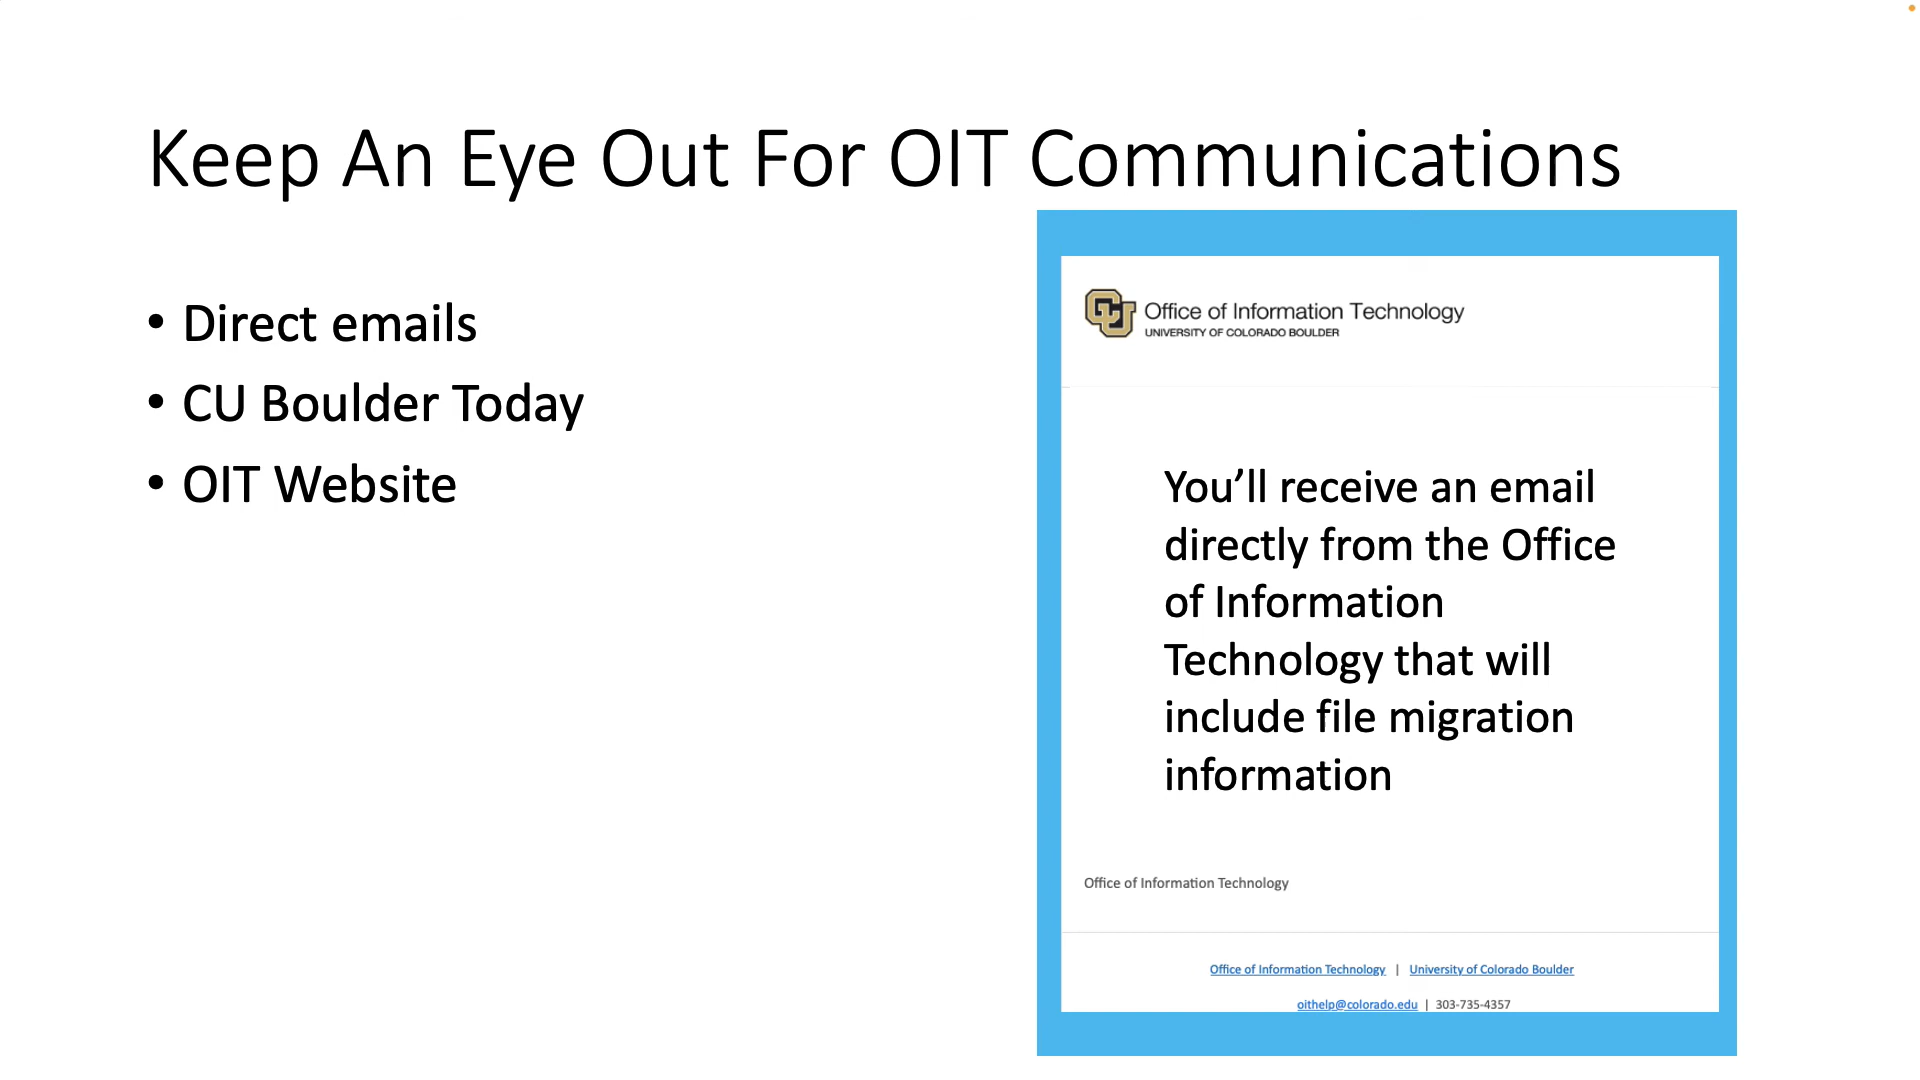 Keep An Eye Out For OIT Communications
• Direct emails
• CU Boulder Today
• OIT Website
CU Office of Information Technology
UNIVERSITY OF COLORADO BOULDER
You’ll receive an email
directly from the Office
of Information
Technology that will
include file migration
information
Office of Information Technology
Office of Information Technology | University of Colorado Boulder
oithelp@colorado.edu | 303-735-4357